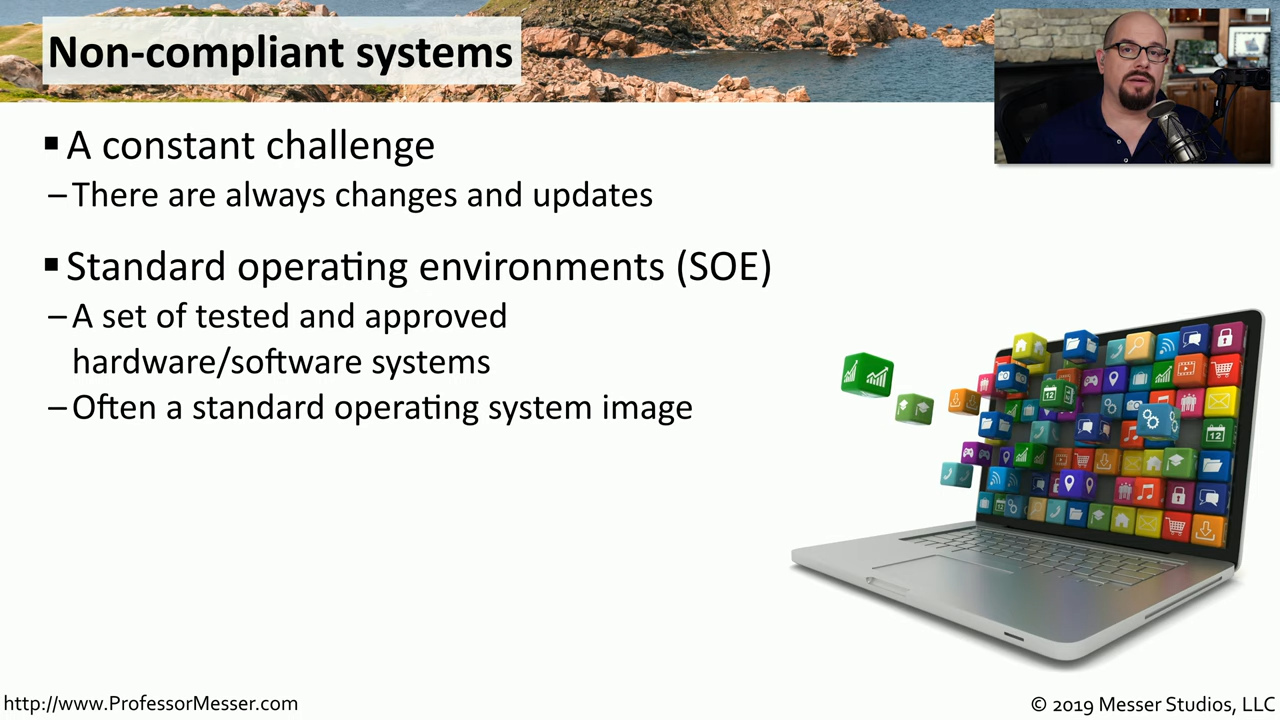 Non-compliant systems
▪ A constant challenge
– There are always changes and updates
▪ Standard operating environments (SOE)
– A set of tested and approved
hardware/software systems
– Often a standard operating system image
http://www.ProfessorMesser.com
© 2019 Messer Studios, LLC